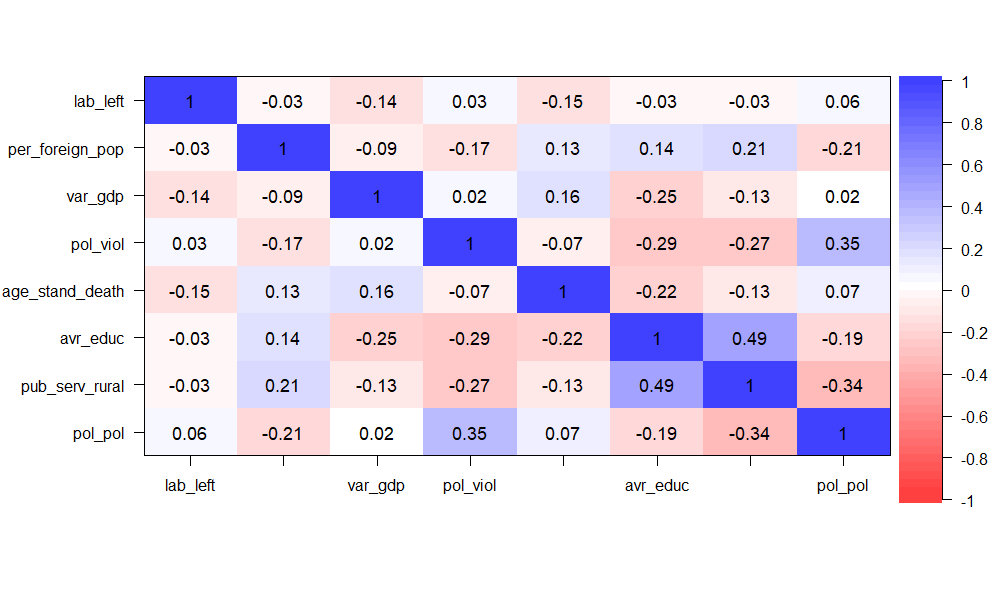 lab_left 1 -0.03 -0.14 0.03 -0.15 -0.03 -0.03 0.06
per_foreign_pop -0.03 1 -0.09 -0.17 0.13 0.14 0.21 -0.21
var_gdp -0.14 -0.09 1 0.02 0.16 -0.25 -0.13 0.02
pol_viol 0.03 -0.17 0.02 1 -0.07 -0.29 -0.27 0.35
age_stand_death -0.15 0.13 0.16 -0.07 1 -0.22 -0.13 0.07
avr_educ -0.03 0.14 -0.25 -0.29 -0.22 1 0.49 -0.19
pub_serv_rural -0.03 0.21 -0.13 -0.27 -0.13 0.49 1 -0.34
pol_pol 0.06 -0.21 0.02 0.35 0.07 -0.19 -0.34 1
lab_left var_gdp pol_viol avr_educ pol_pol
1
0.8
0.6
0.4
0.2
0
-0.2
-0.4
-0.6
-0.8
-1